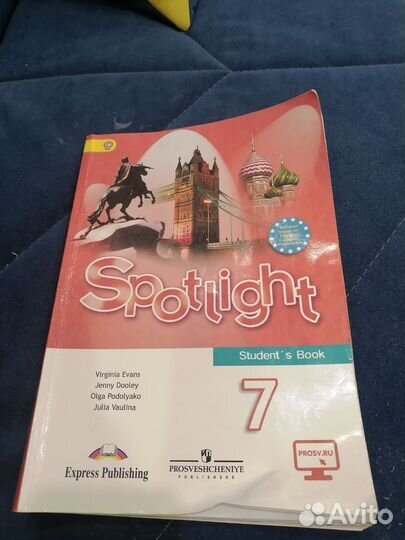 Spotlight
Student's Book
Virginia Evans
Jenny Dooley
Olga Podolyako
Julia Vaulina
7
Express Publishing
PROSVESHCHENIYE
PUBLISHERS
PROSV.RU
Avito